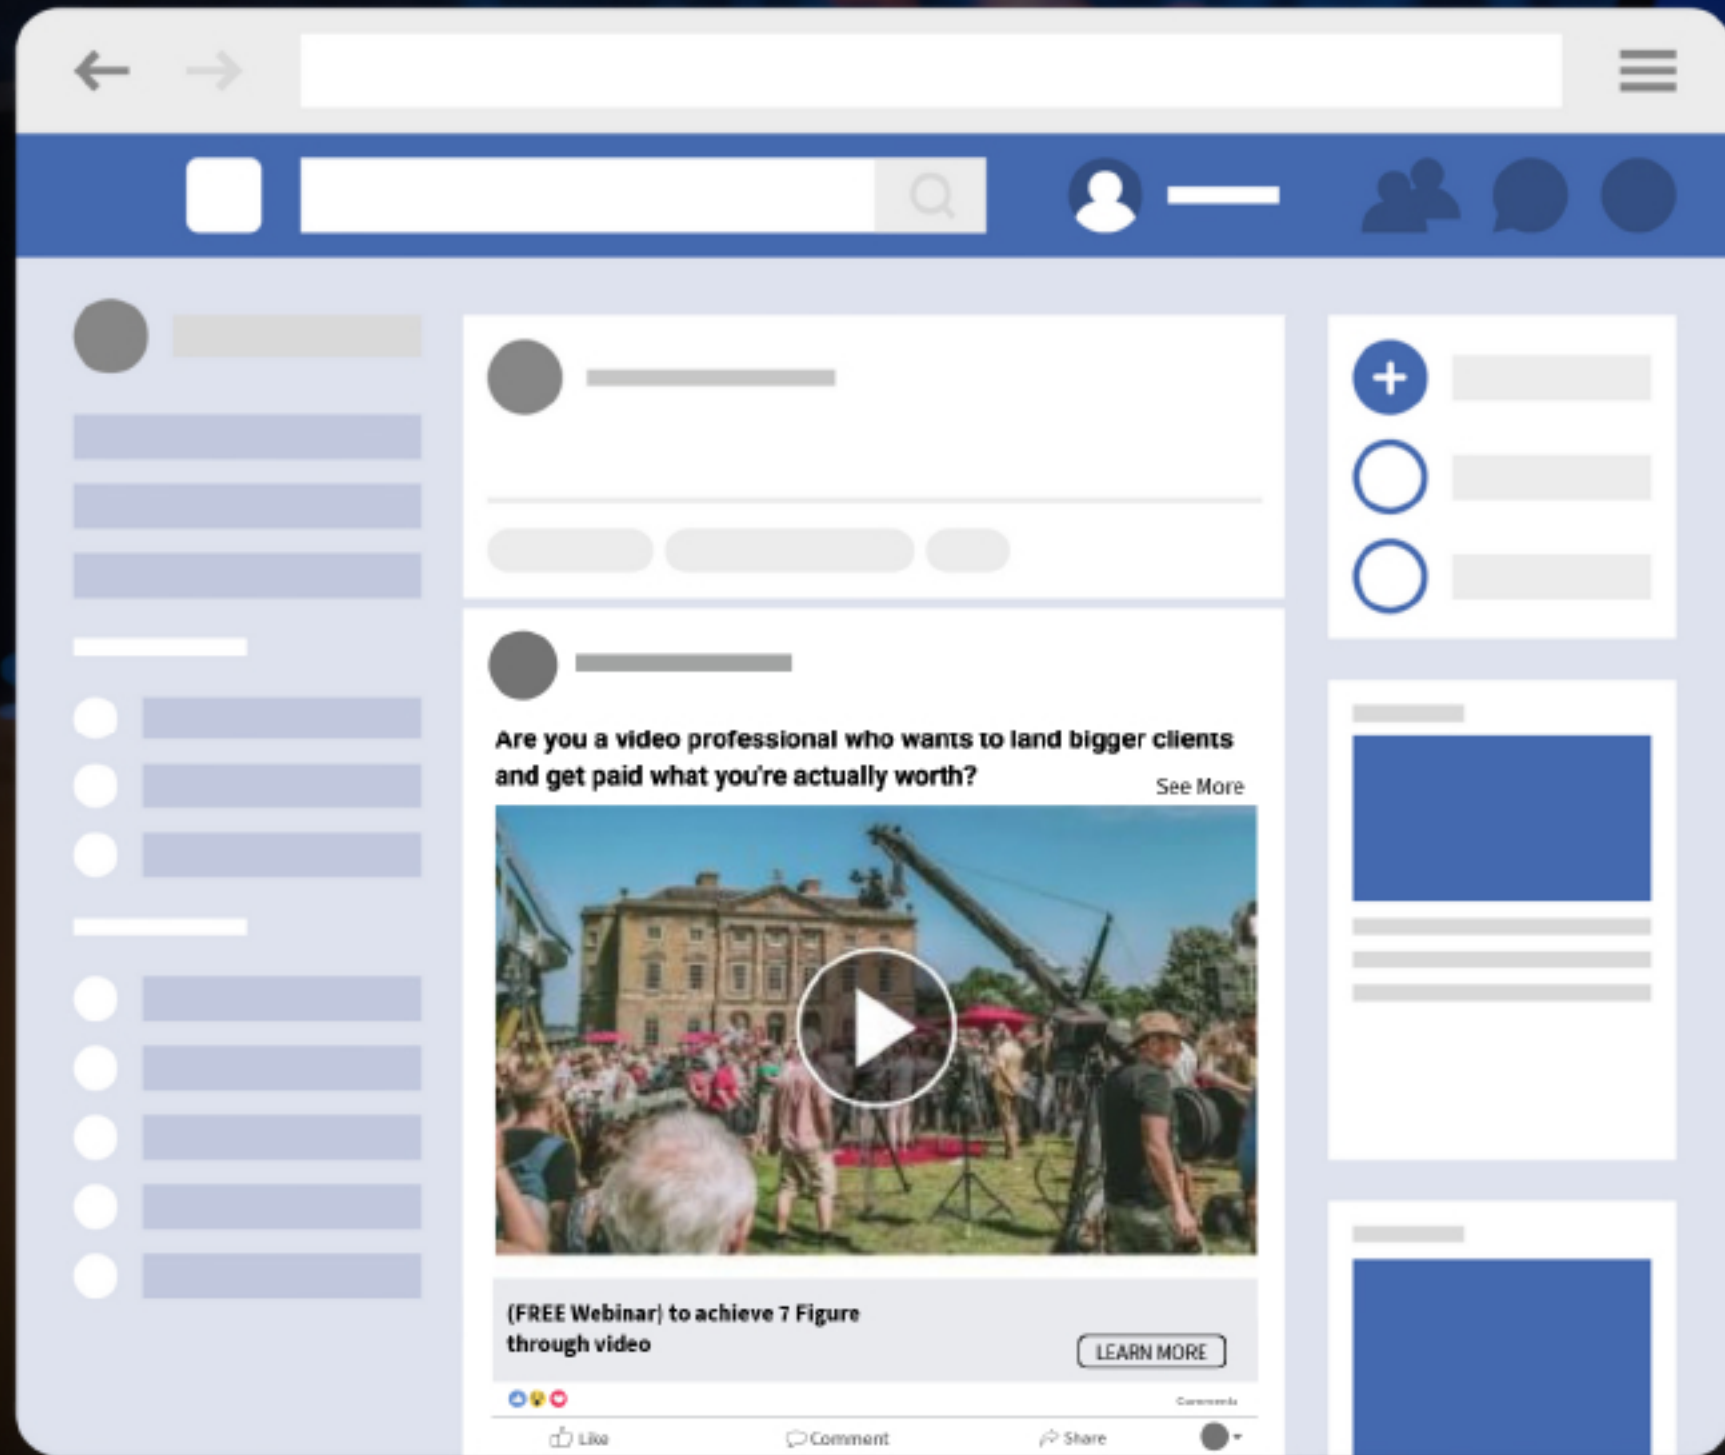 Are you a video professional who wants to land bigger clients
and get paid what you're actually worth?
See More
(FREE Webinar) to achieve 7 Figure
through video
LEARN MORE
Comments
Like
Comment
Share